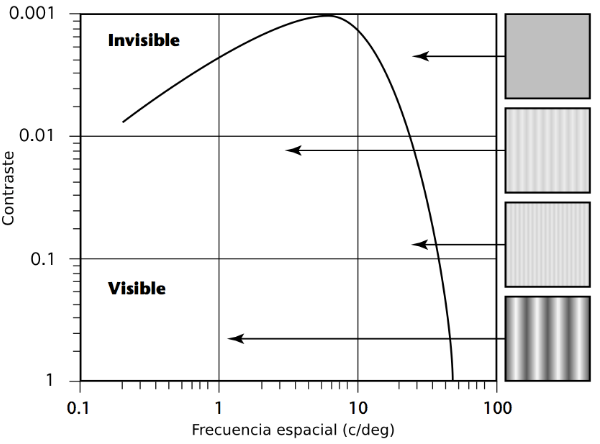 0.001
Invisible
0.01
Contraste
0.1
Visible
1
0.1 1 10 100
Frecuencia espacial (c/deg)